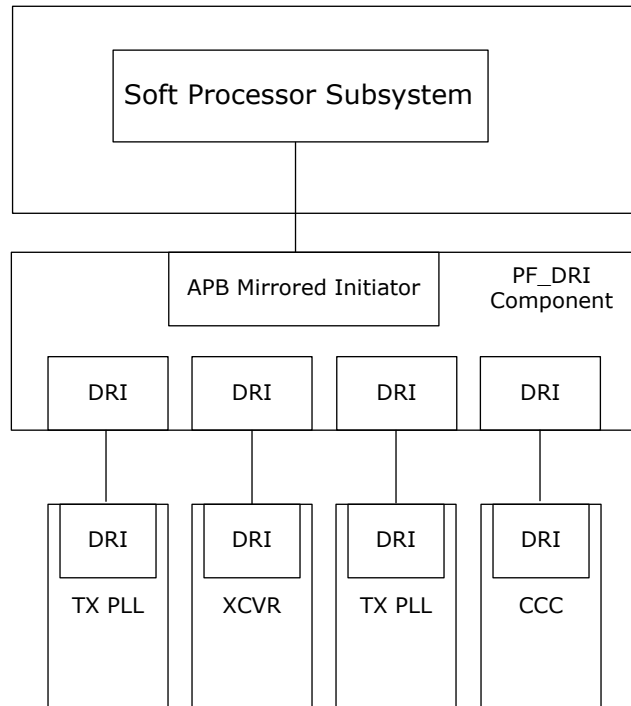 Soft Processor Subsystem
APB Mirrored Initiator
PF_DRI
Component
DRI
DRI
DRI
DRI
DRI
DRI
DRI
DRI
TX PLL
XCVR
TX PLL
CCC